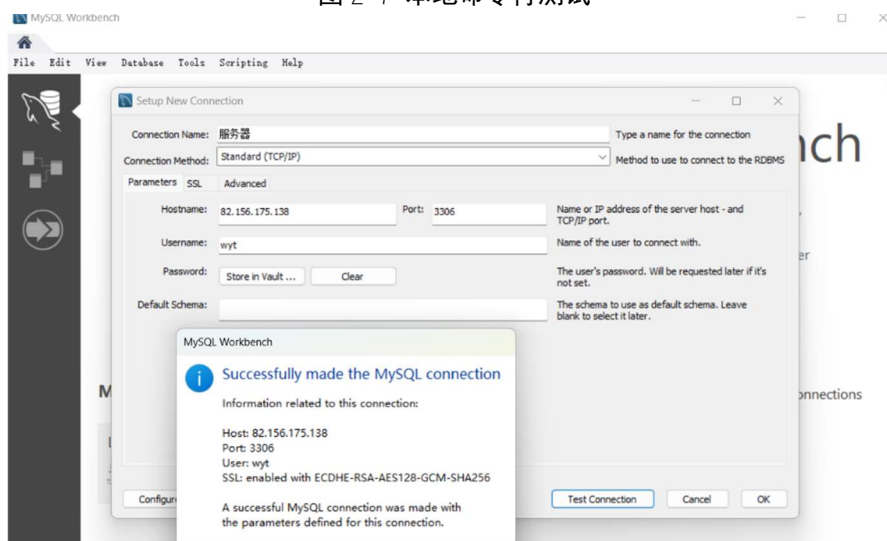 MySQL Workbench
File Edit View Database Tools Scripting Help
Setup New Connection
Connection Name: 服务器 Type a name for the connection
Connection Method: Standard (TCP/IP) Method to use to connect to the RDBMS
Parameters SSL Advanced
Hostname: 82.156.175.138 Port: 3306 Name or IP address of the server host - and
TCP/IP port.
Username: wyt Name of the user to connect with.
Password: Store in Vault ... Clear The user's password. Will be requested later if it's
not set.
Default Schema: The schema to use as default schema. Leave
blank to select it later.
MySQL Workbench
Successfully made the MySQL connection
Information related to this connection:
Host: 82.156.175.138
Port: 3306
User: wyt
SSL: enabled with ECDHE-RSA-AES128-GCM-SHA256
A successful MySQL connection was made with
the parameters defined for this connection.
Test Connection Cancel OK